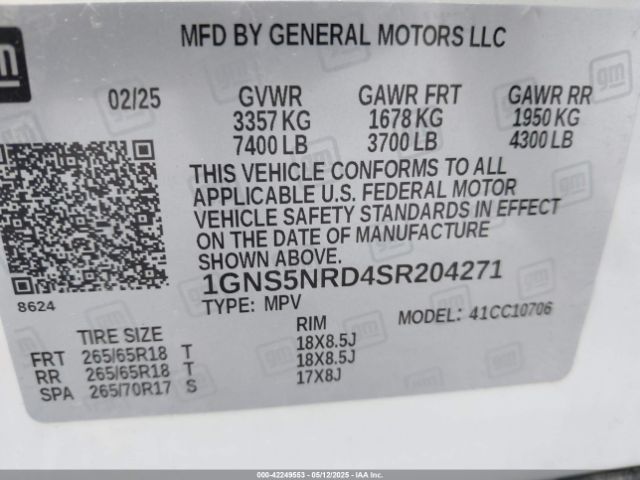 gm
MFD BY GENERAL MOTORS LLC
02/25 GVWR GAWR FRT GAWR RR
3357 KG 1678 KG 1950 KG
7400 LB 3700 LB 4300 LB
THIS VEHICLE CONFORMS TO ALL
APPLICABLE U.S. FEDERAL MOTOR
VEHICLE SAFETY STANDARDS IN EFFECT
ON THE DATE OF MANUFACTURE
SHOWN ABOVE.
1GNS5NRD4SR204271
8624
TYPE: MPV MODEL: 41CC10706
TIRE SIZE RIM
FRT 265/65R18 T 18X8.5J
RR 265/65R18 T 18X8.5J
SPA 265/70R17 S 17X8J
000-42249553 - 05/12/2025 - IAA Inc.